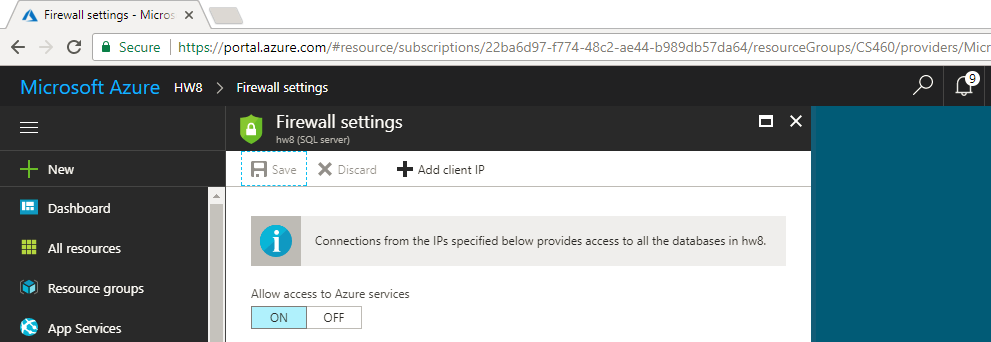 Firewall settings - Micros
Secure https://portal.azure.com/#resource/subscriptions/22ba6d97-f774-48c2-ae44-b989db57da64/resourceGroups/CS460/providers/Micr
Microsoft Azure HW8 > Firewall settings 9
Firewall settings
hw8 (SQL server)
New
Save Discard Add client IP
Dashboard
All resources
Resource groups
App Services
Connections from the IPs specified below provides access to all the databases in hw8.
Allow access to Azure services
ON OFF